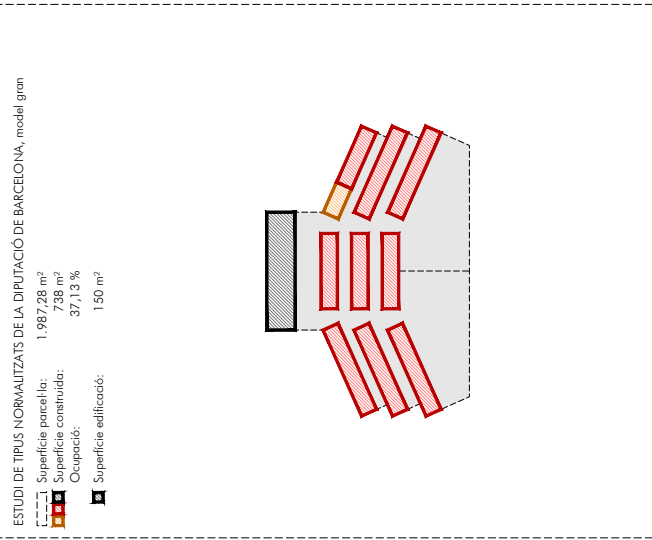 ESTUDI DE TIPUS NORMALITZATS DE LA DIPUTACIÓ DE BARCELONA, model gran
Superfície parcel·la: 1.987,28 m²
Superfície construida: 738 m²
Ocupació: 37,13 %
Superfície edificació: 150 m²